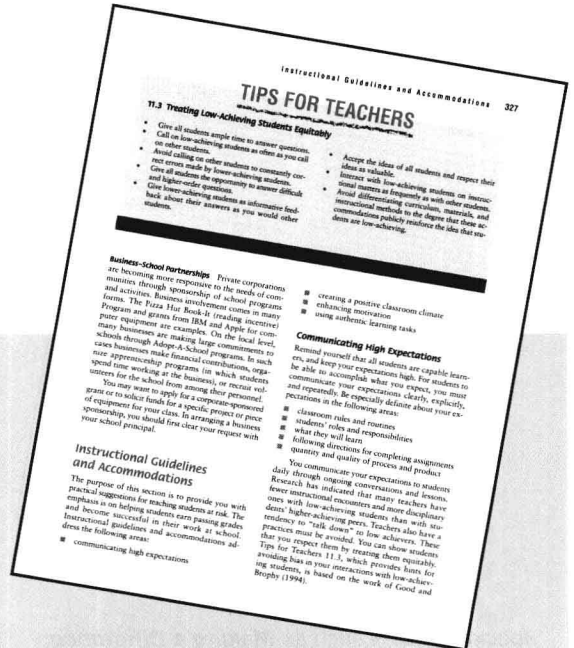 Instructional Guidelines and Accommodations 327
TIPS FOR TEACHERS
11.3 Treating Low-Achieving Students Equitably
• Give all students ample time to answer questions.
• Call on low-achieving students as often as you call
on other students.
• Avoid calling on other students to constantly cor-
rect errors made by lower-achieving students.
• Give all students the opportunity to answer difficult
and higher-order questions.
• Give lower-achieving students as informative feed-
back about their answers as you would other
students.
• Accept the ideas of all students and respect their
ideas as valuable.
• Interact with low-achieving students on instruc-
tional matters as frequently as with other students.
• Avoid differentiating curriculum, materials, and
instructional methods to the degree that these ac-
commodations publicly reinforce the idea that stu-
dents are low-achieving.
Business–School Partnerships Private corporations
are becoming more responsive to the needs of com-
munities through sponsorship of school programs
and activities. Business involvement comes in many
forms. The Pizza Hut Book-It (reading incentive)
Program and grants from IBM and Apple for com-
puter equipment are examples. On the local level,
many businesses are making large commitments to
schools through Adopt-A-School programs. In such
cases businesses make financial contributions, orga-
nize apprenticeship programs (in which students
spend time working at the business), or recruit vol-
unteers for the school from among their personnel.
You may want to apply for a corporate-sponsored
grant or to solicit funds for a specific project or piece
of equipment for your class. In arranging a business
sponsorship, you should first clear your request with
your school principal.
Instructional Guidelines
and Accommodations
The purpose of this section is to provide you with
practical suggestions for teaching students at risk. The
emphasis is on helping students earn passing grades
and become successful in their work at school.
Instructional guidelines and accommodations ad-
dress the following areas:
■ communicating high expectations
■ creating a positive classroom climate
■ enhancing motivation
■ using authentic learning tasks
Communicating High Expectations
Remind yourself that all students are capable learn-
ers, and keep your expectations high. For students to
be able to accomplish what you expect, you must
communicate your expectations clearly, explicitly,
and repeatedly. Be especially definite about your ex-
pectations in the following areas:
■ classroom rules and routines
■ students' roles and responsibilities
■ what they will learn
■ following directions for completing assignments
■ quantity and quality of process and product
You communicate your expectations to students
daily through ongoing conversations and lessons.
Research has indicated that many teachers have
fewer instructional encounters and more disciplinary
ones with low-achieving students than with stu-
dents' higher-achieving peers. Teachers also have a
tendency to "talk down" to low achievers. These
practices must be avoided. You can show students
that you respect them by treating them equitably.
Tips for Teachers 11.3, which provides hints for
avoiding bias in your interactions with low-achiev-
ing students, is based on the work of Good and
Brophy (1994).